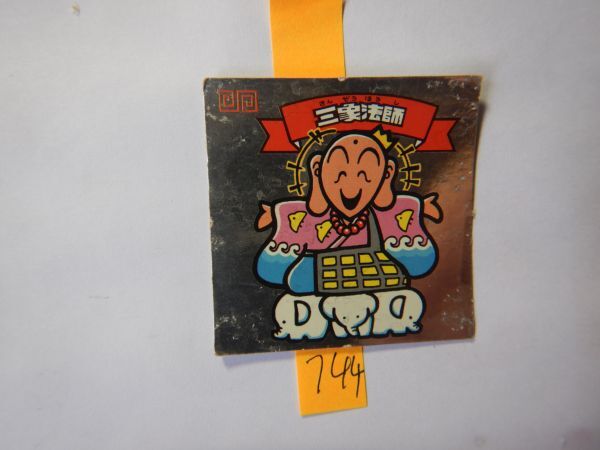 さん ぞう ほう し
三象法師
744